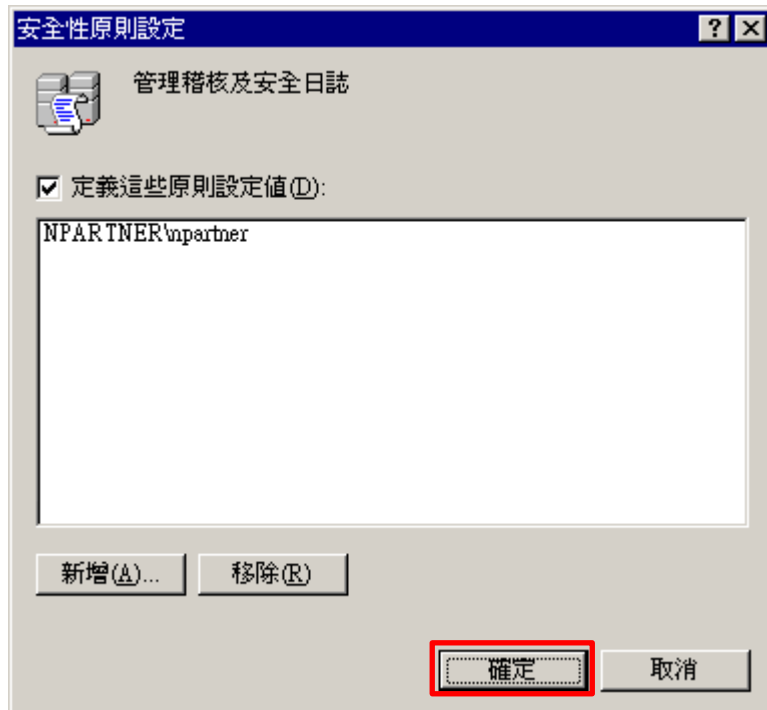 安全性原則設定
管理稽核及安全日誌
定義這些原則設定值(D):
NPARTNER\npartner
新增(A)... 移除(R)
確定 取消